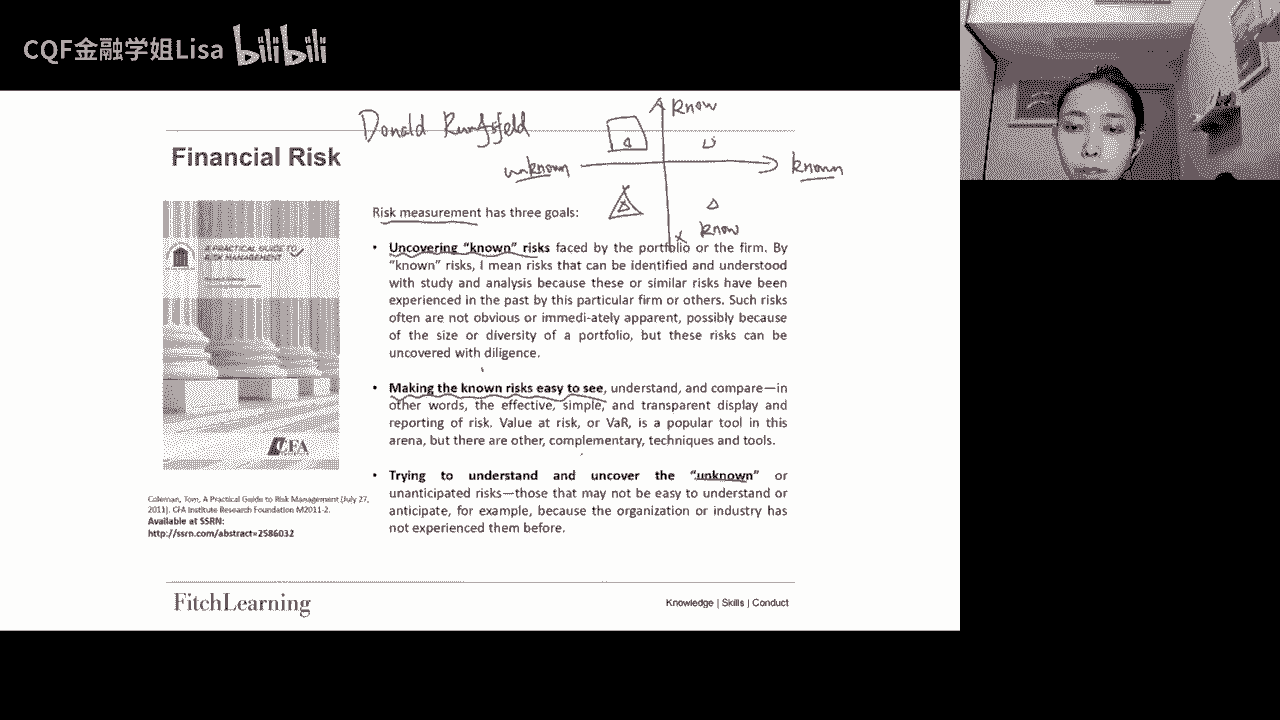 CQF金融学姐Lisa bilibili
Donald Rumfsfeld
know
unknown
known
know
Financial Risk
Risk measurement has three goals:
• Uncovering “known” risks faced by the portfolio or the firm. By
“known” risks, I mean risks that can be identified and understood
with study and analysis because these or similar risks have been
experienced in the past by this particular firm or others. Such risks
often are not obvious or immedi-ately apparent, possibly because
of the size or diversity of a portfolio, but these risks can be
uncovered with diligence.
• Making the known risks easy to see, understand, and compare—in
other words, the effective, simple, and transparent display and
reporting of risk. Value at risk, or VaR, is a popular tool in this
arena, but there are other, complementary, techniques and tools.
• Trying to understand and uncover the “unknown” or
unanticipated risks—those that may not be easy to understand or
anticipate, for example, because the organization or industry has
not experienced them before.
A PRACTICAL GUIDE TO
RISK MANAGEMENT
CFA
Coleman, Tom, A Practical Guide to Risk Management (July 27,
2011). CFA Institute Research Foundation M2011-2.
Available at SSRN:
http://ssrn.com/abstract=2586032
FitchLearning
Knowledge | Skills | Conduct